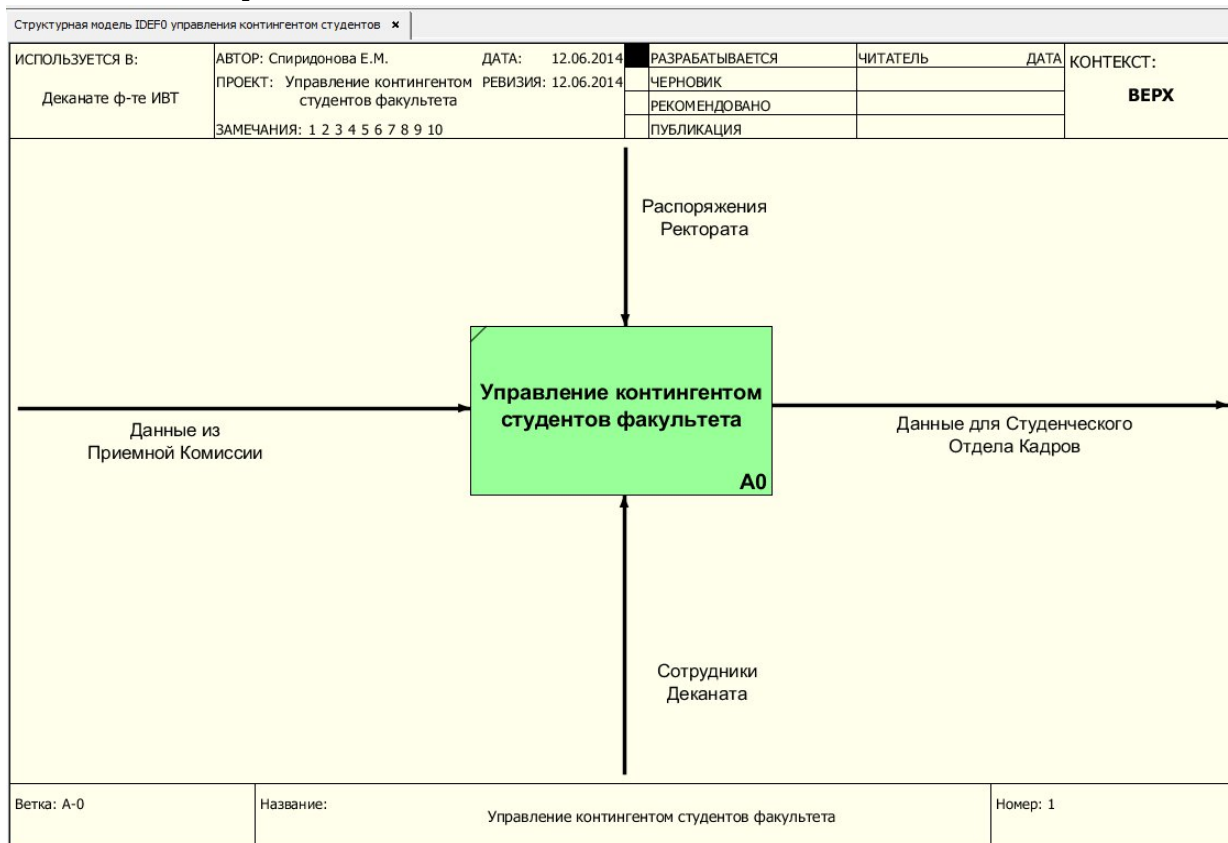 Структурная модель IDEF0 управления контингентом студентов ×
ИСПОЛЬЗУЕТСЯ В:
Деканате ф-те ИВТ
АВТОР: Спиридонова Е.М.
ДАТА: 12.06.2014
ПРОЕКТ: Управление контингентом
студентов факультета
РЕВИЗИЯ: 12.06.2014
ЗАМЕЧАНИЯ: 1 2 3 4 5 6 7 8 9 10
РАЗРАБАТЫВАЕТСЯ
ЧЕРНОВИК
РЕКОМЕНДОВАНО
ПУБЛИКАЦИЯ
ЧИТАТЕЛЬ ДАТА
КОНТЕКСТ:
ВЕРХ
Распоряжения
Ректората
Управление контингентом
студентов факультета
A0
Данные из
Приемной Комиссии
Данные для Студенческого
Отдела Кадров
Сотрудники
Деканата
Ветка: A-0
Название:
Управление контингентом студентов факультета
Номер: 1